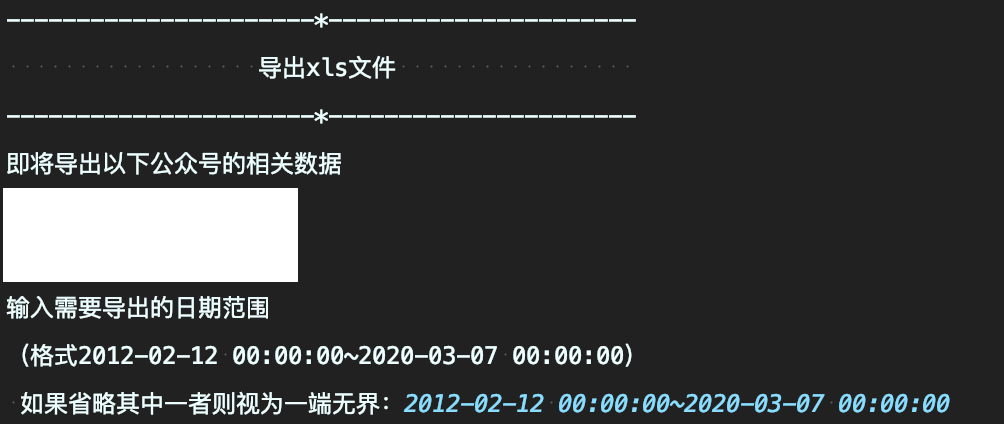 ----------------------*----------------------
导出xls文件
----------------------*----------------------
即将导出以下公众号的相关数据
输入需要导出的日期范围
（格式2012-02-12 00:00:00~2020-03-07 00:00:00）
如果省略其中一者则视为一端无界：2012-02-12 00:00:00~2020-03-07 00:00:00